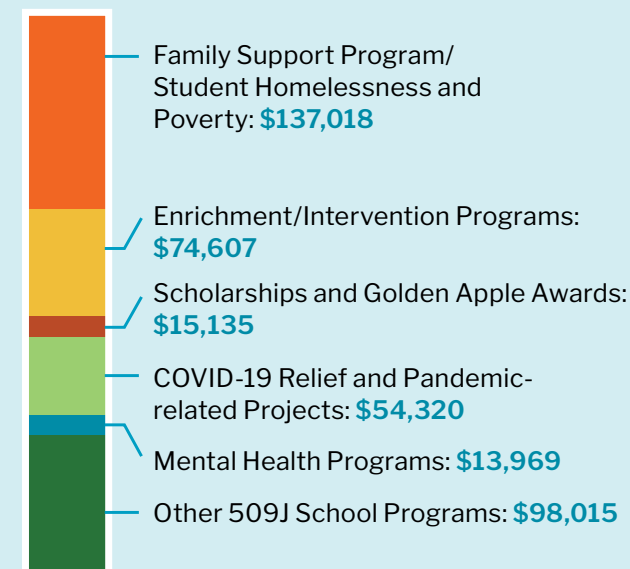 Family Support Program/
Student Homelessness and
Poverty: $137,018
Enrichment/Intervention Programs:
$74,607
Scholarships and Golden Apple Awards:
$15,135
COVID-19 Relief and Pandemic-
related Projects: $54,320
Mental Health Programs: $13,969
Other 509J School Programs: $98,015